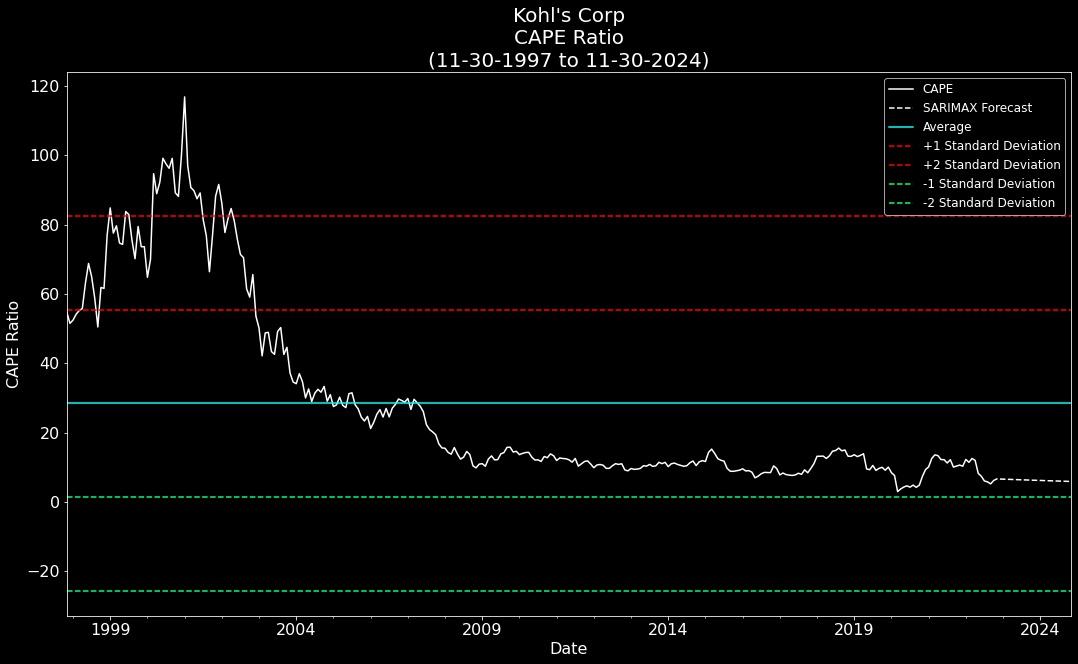 Kohl's Corp
CAPE Ratio
(11-30-1997 to 11-30-2024)
CAPE
SARIMAX Forecast
Average
+1 Standard Deviation
+2 Standard Deviation
-1 Standard Deviation
-2 Standard Deviation
CAPE Ratio
120
100
80
60
40
20
0
−20
1999
2004
2009
2014
2019
2024
Date